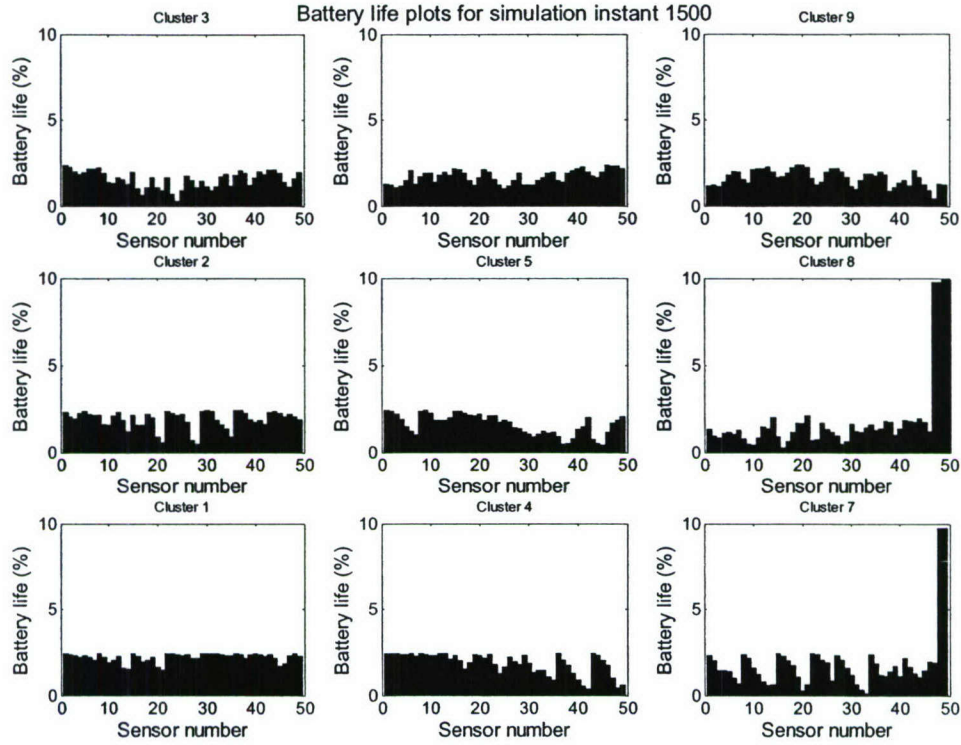 Battery life plots for simulation instant 1500
Cluster 3
Cluster 9
Battery life (%)
10
5
0
0 10 20 30 40 50
Sensor number
Battery life (%)
10
5
0
0 10 20 30 40 50
Sensor number
Battery life (%)
10
5
0
0 10 20 30 40 50
Sensor number
Cluster 2
Battery life (%)
10
5
0
0 10 20 30 40 50
Sensor number
Cluster 5
Battery life (%)
10
5
0
0 10 20 30 40 50
Sensor number
Cluster 8
Battery life (%)
10
5
0
0 10 20 30 40 50
Sensor number
Cluster 1
Battery life (%)
10
5
0
0 10 20 30 40 50
Sensor number
Cluster 4
Battery life (%)
10
5
0
0 10 20 30 40 50
Sensor number
Cluster 7
Battery life (%)
10
5
0
0 10 20 30 40 50
Sensor number